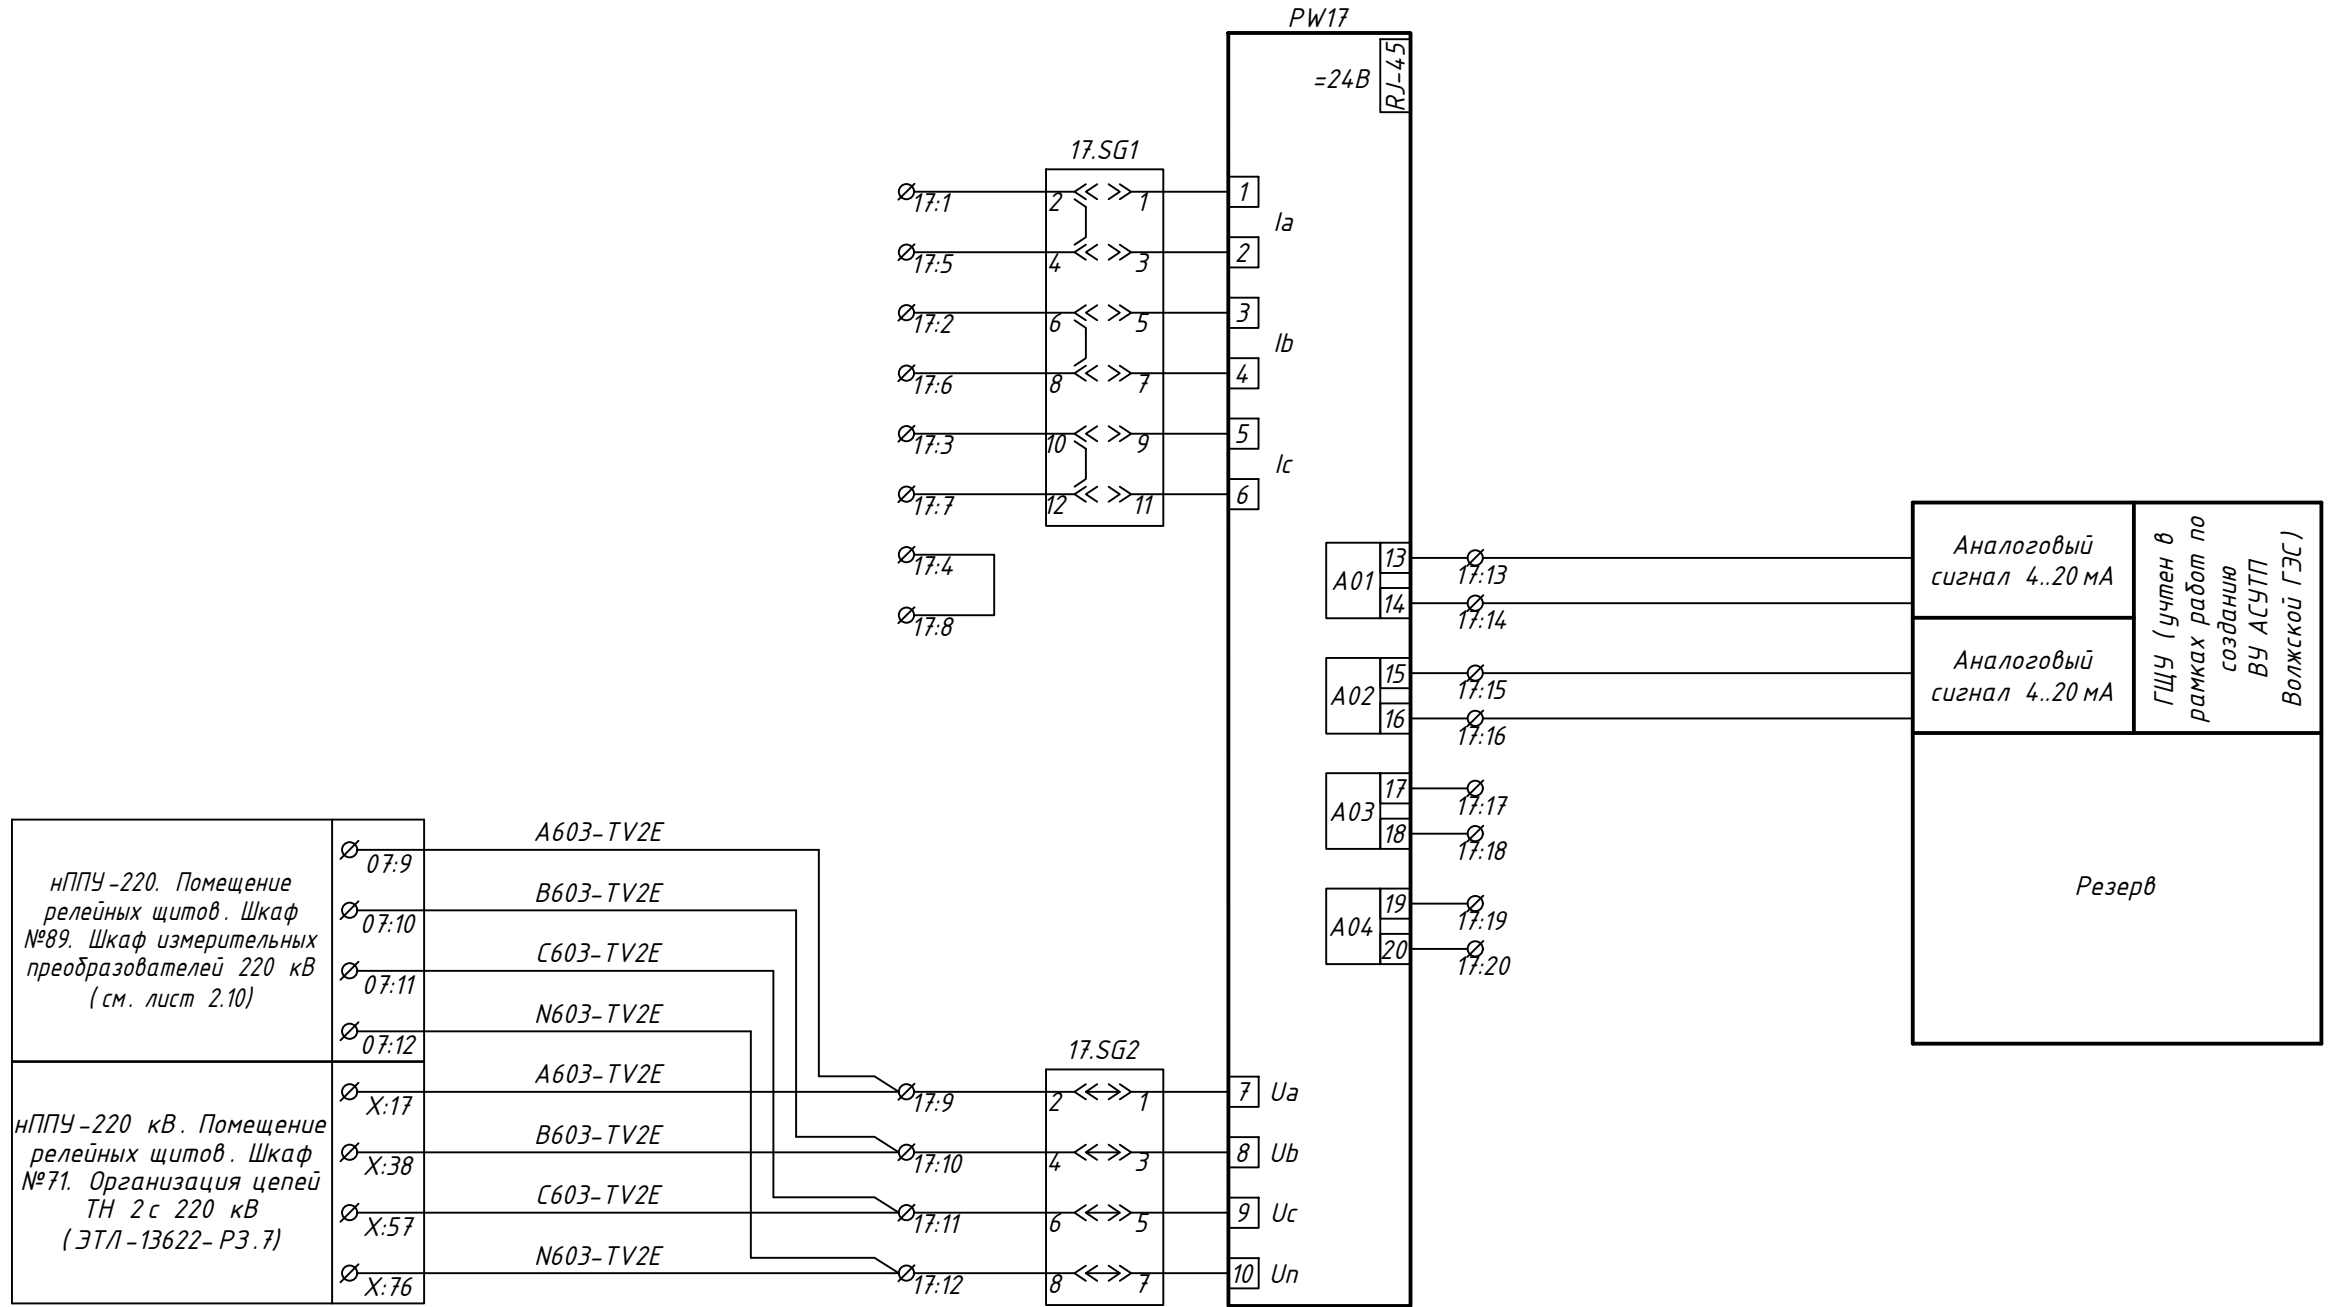 PW17
=24В
RJ-45
17.SG1
17:1
2
1
1
Ia
17:5
4
3
2
17:2
6
5
3
Ib
17:6
8
7
4
17:3
10
9
5
Ic
17:7
12
11
6
17:4
17:8
A01
13
14
17:13
17:14
A02
15
16
17:15
17:16
A03
17
18
17:17
17:18
A04
19
20
17:19
17:20
Аналоговый
сигнал 4..20 мА
Аналоговый
сигнал 4..20 мА
ГЩУ (учтен в
рамках работ по
созданию
ВУ АСУТП
Волжской ГЭС)
Резерв
нППУ-220. Помещение
релейных щитов. Шкаф
№89. Шкаф измерительных
преобразователей 220 кВ
(см. лист 2.10)
07:9
A603-TV2E
07:10
B603-TV2E
07:11
C603-TV2E
07:12
N603-TV2E
нППУ-220 кВ. Помещение
релейных щитов. Шкаф
№71. Организация цепей
ТН 2с 220 кВ
(ЭТЛ-13622-РЗ.7)
X:17
A603-TV2E
X:38
B603-TV2E
X:57
C603-TV2E
X:76
N603-TV2E
17.SG2
17:9
2
1
7
Ua
17:10
4
3
8
Ub
17:11
6
5
9
Uc
17:12
8
7
10
Un